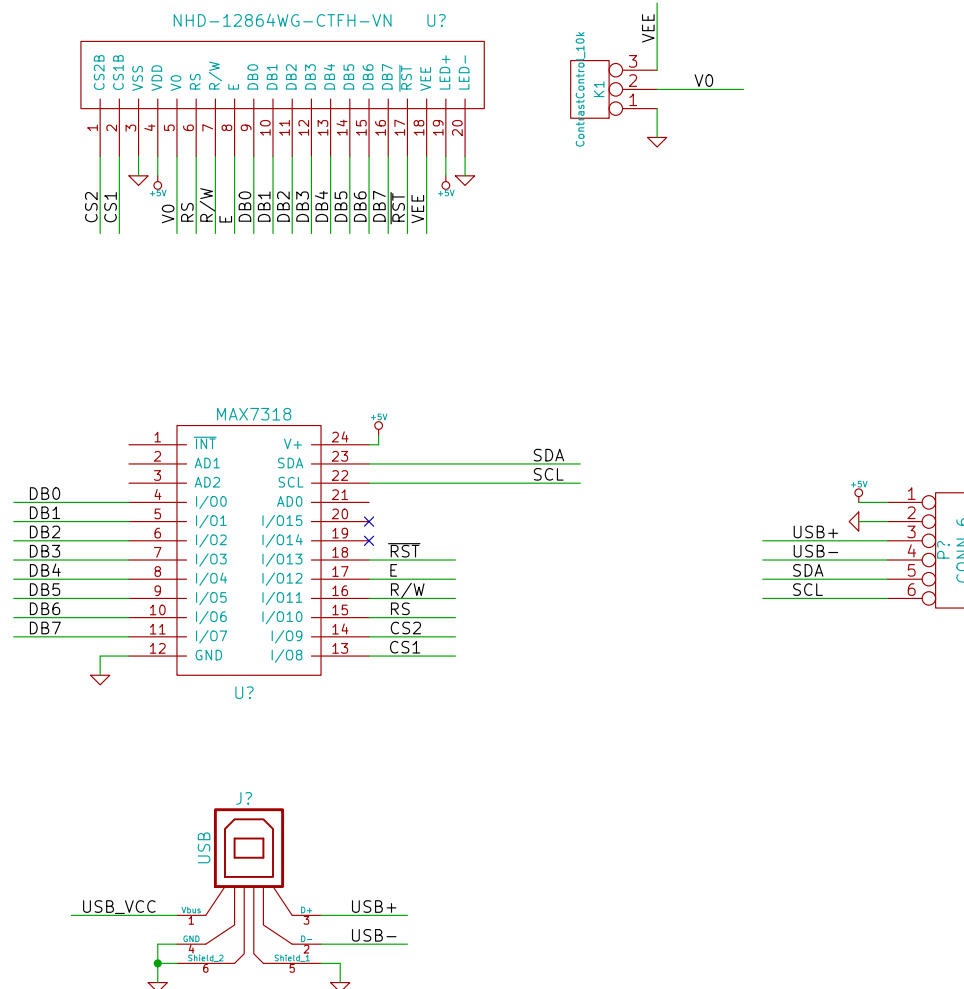 NHD-12864WG-CTFH-VN U?
CS2B CS1B VSS VDD V0 RS R/W E DB0 DB1 DB2 DB3 DB4 DB5 DB6 DB7 RST VEE LED+ LED-
1 2 3 4 5 6 7 8 9 10 11 12 13 14 15 16 17 18 19 20
+5V +5V
CS2 CS1 V0 RS R/W E DB0 DB1 DB2 DB3 DB4 DB5 DB6 DB7 RST VEE
VEE
ContrastControl_10k
K1
3
2 V0
1
MAX7318
+5V
1 INT V+ 24
2 AD1 SDA 23 SDA
3 AD2 SCL 22 SCL
DB0 4 I/O0 AD0 21
DB1 5 I/O1 I/O15 20
DB2 6 I/O2 I/O14 19
DB3 7 I/O3 I/O13 18 RST
DB4 8 I/O4 I/O12 17 E
DB5 9 I/O5 I/O11 16 R/W
DB6 10 I/O6 I/O10 15 RS
DB7 11 I/O7 I/O9 14 CS2
12 GND I/O8 13 CS1
U?
+5V
1
2
USB+ 3
USB- 4
SDA 5
SCL 6
P?
CONN_6
J?
USB
USB_VCC Vbus 1 D+ 3 USB+
GND 4 D- 2 USB-
Shield_2 6 Shield_1 5